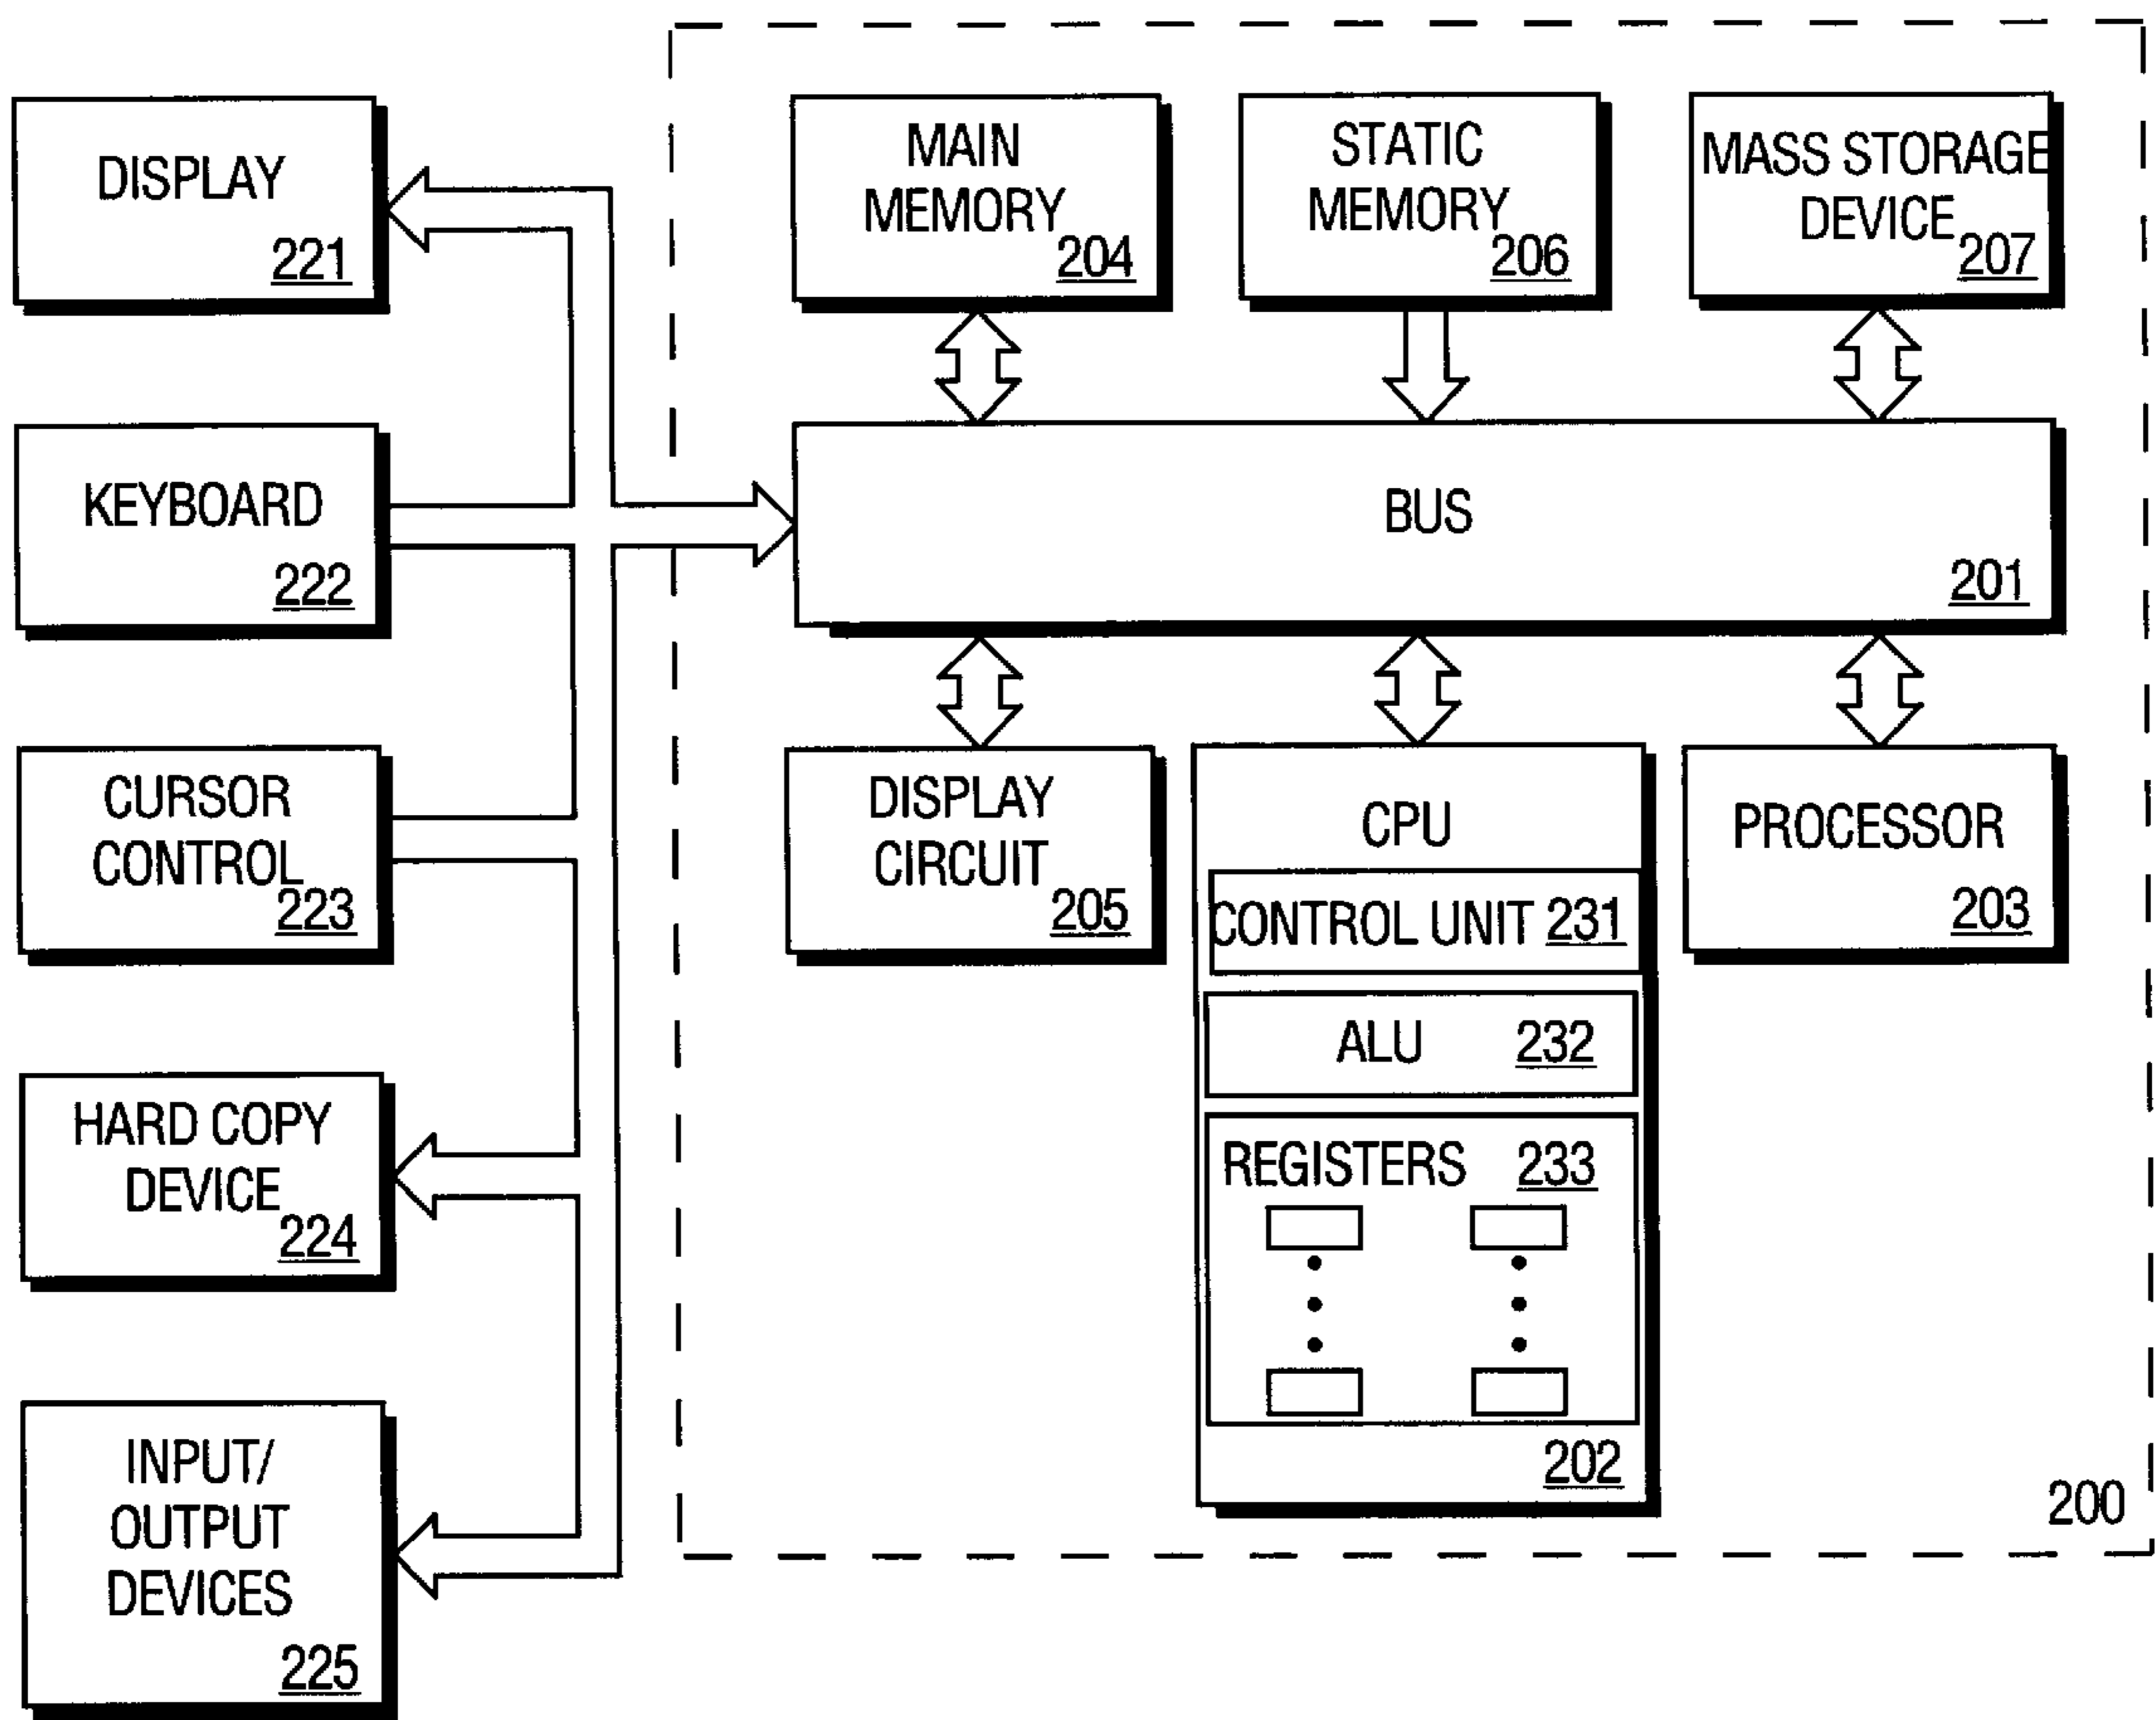 DISPLAY
221
KEYBOARD
222
CURSOR
CONTROL
223
HARD COPY
DEVICE
224
INPUT/
OUTPUT
DEVICES
225
MAIN
MEMORY
204
STATIC
MEMORY
206
MASS STORAGE
DEVICE
207
BUS
201
DISPLAY
CIRCUIT
205
CPU
CONTROL UNIT 231
ALU 232
REGISTERS 233
202
PROCESSOR
203
200